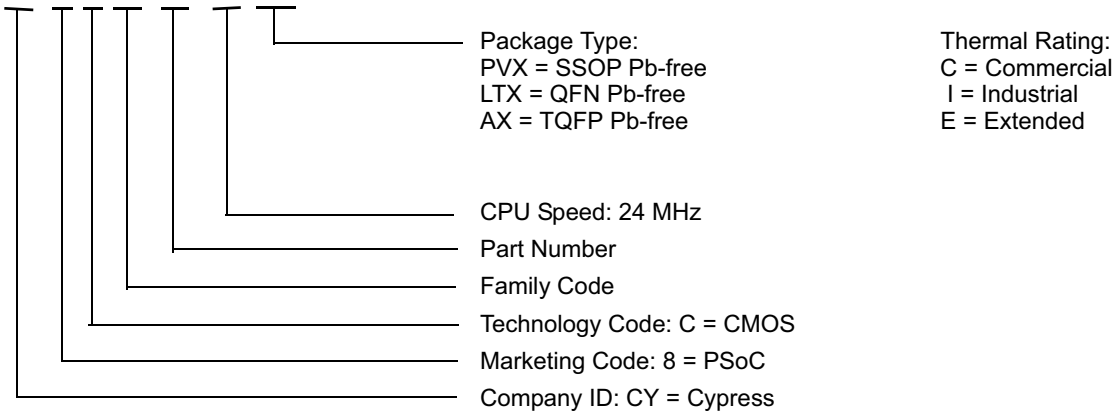 Package Type:
PVX = SSOP Pb-free
LTX = QFN Pb-free
AX = TQFP Pb-free
Thermal Rating:
C = Commercial
I = Industrial
E = Extended
CPU Speed: 24 MHz
Part Number
Family Code
Technology Code: C = CMOS
Marketing Code: 8 = PSoC
Company ID: CY = Cypress